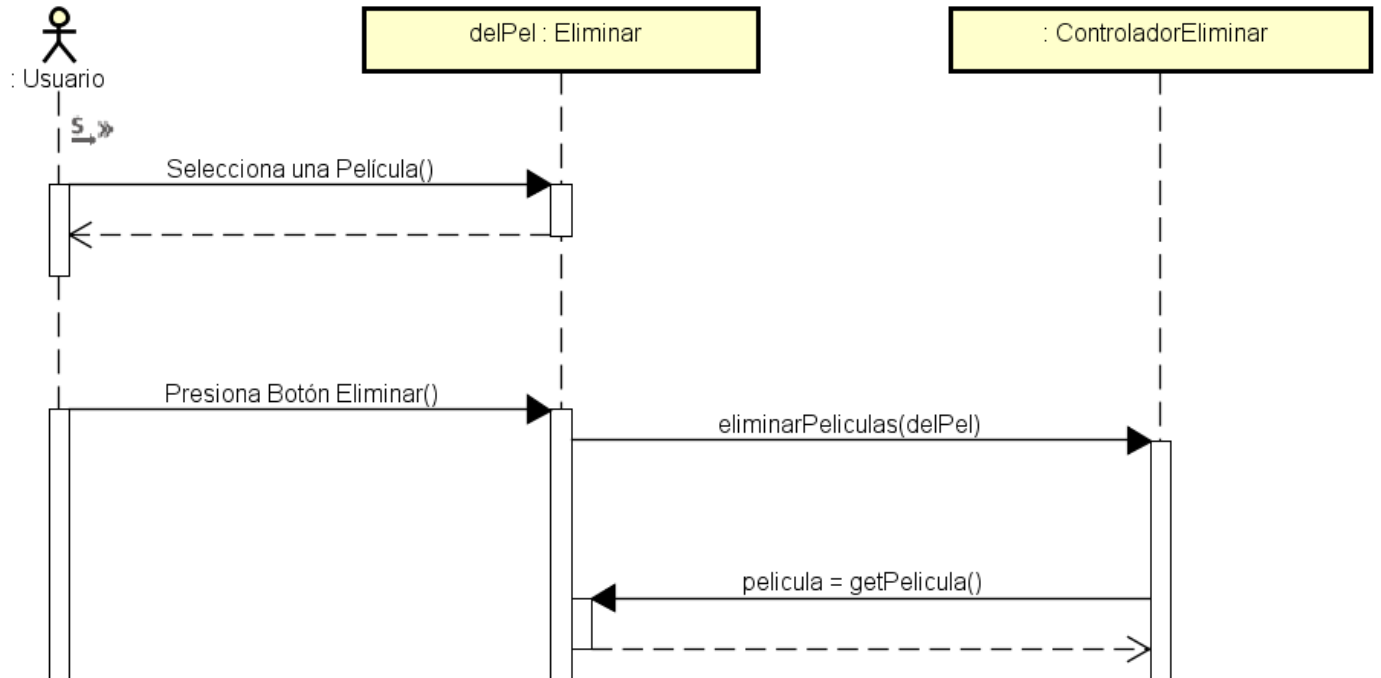 delPel : Eliminar
: ControladorEliminar
: Usuario
S
Selecciona una Película()
Presiona Botón Eliminar()
eliminarPeliculas(delPel)
pelicula = getPelicula()